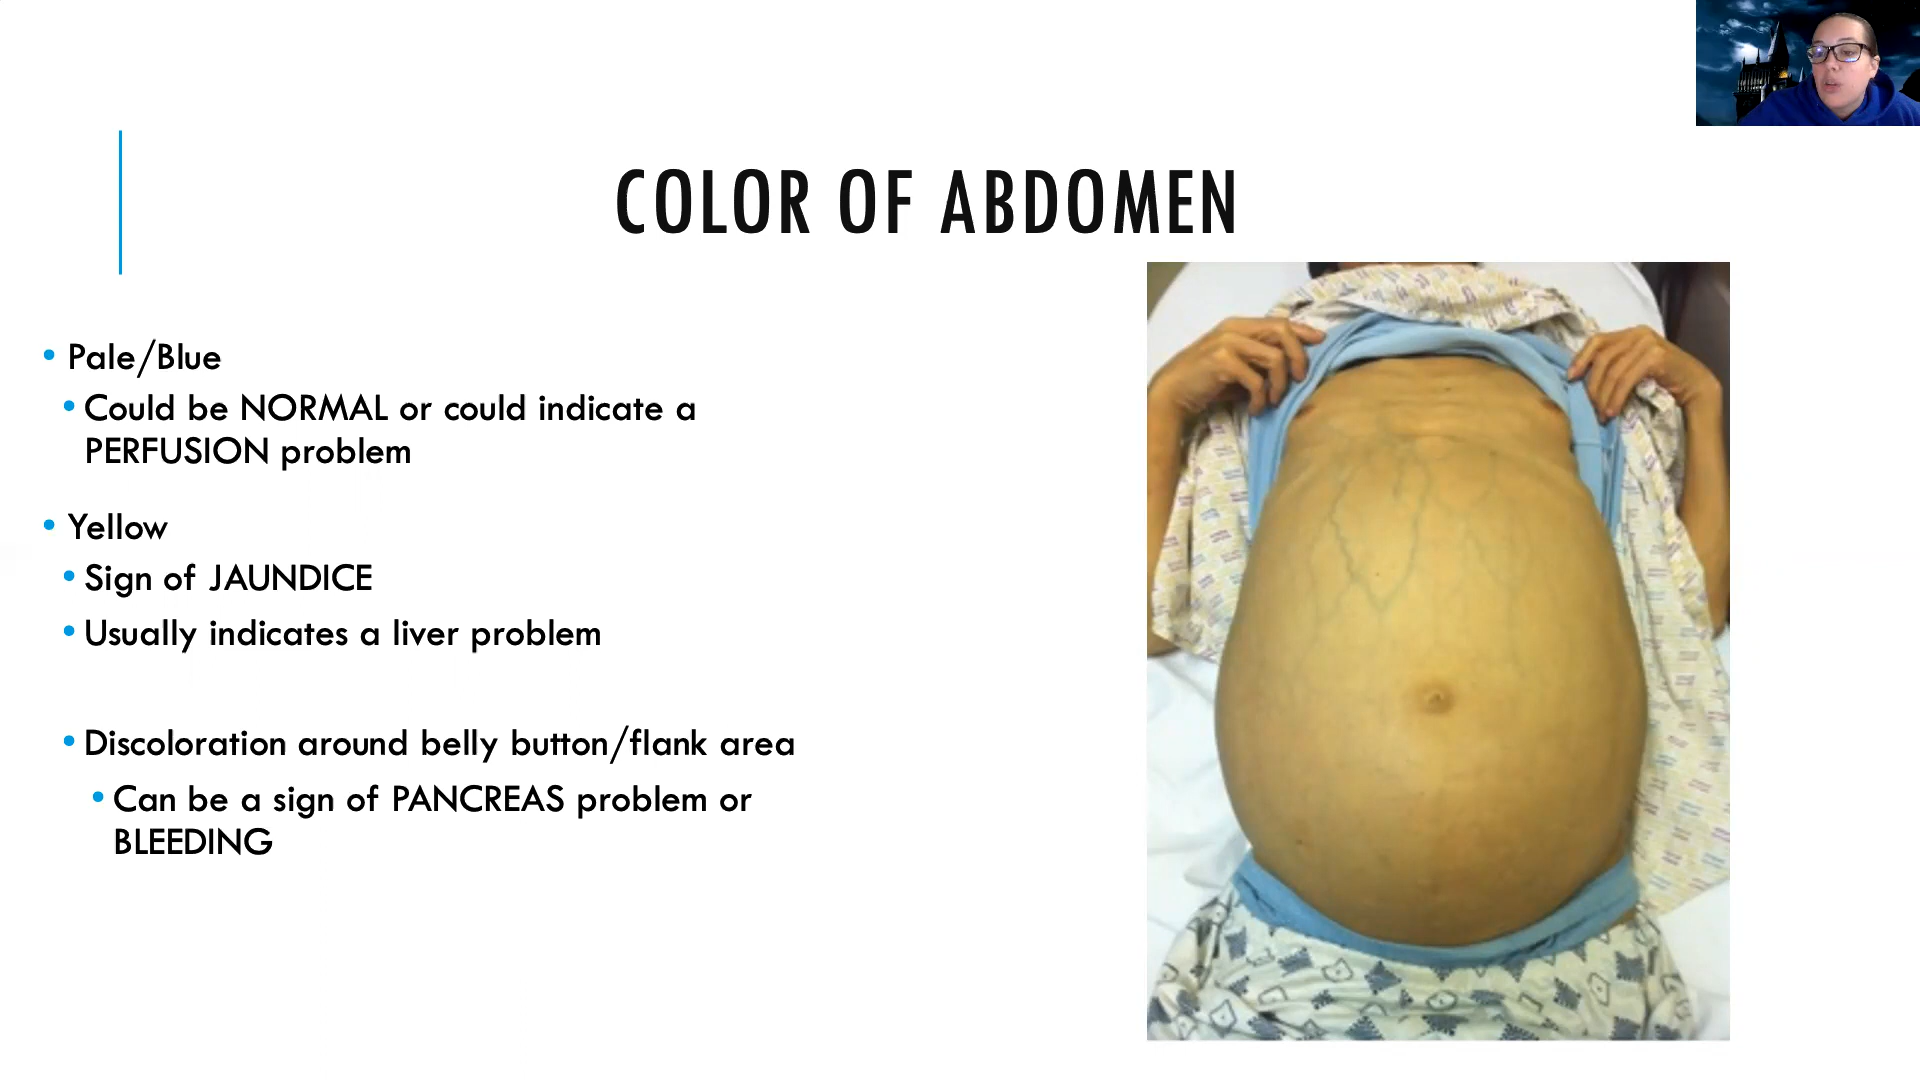 COLOR OF ABDOMEN
• Pale/Blue
• Could be NORMAL or could indicate a
PERFUSION problem
• Yellow
• Sign of JAUNDICE
• Usually indicates a liver problem
• Discoloration around belly button/flank area
• Can be a sign of PANCREAS problem or
BLEEDING